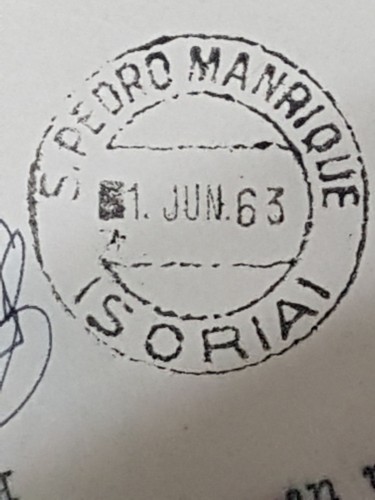 S. PEDRO MANRIQUE
1. JUN. 63
(SORIA)